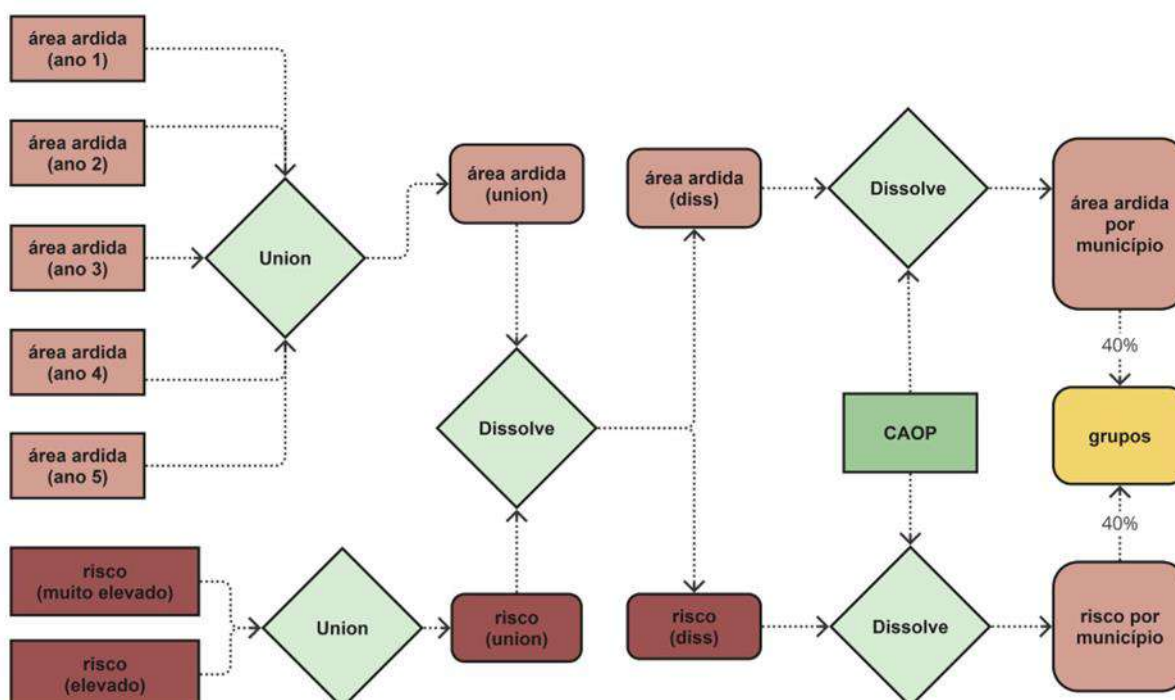 área ardida
(ano 1)
área ardida
(ano 2)
área ardida
(ano 3)
área ardida
(ano 4)
área ardida
(ano 5)
Union
área ardida
(union)
Dissolve
risco
(muito elevado)
risco
(elevado)
Union
risco
(union)
área ardida
(diss)
risco
(diss)
Dissolve
CAOP
Dissolve
área ardida
por
município
40%
grupos
40%
risco por
município